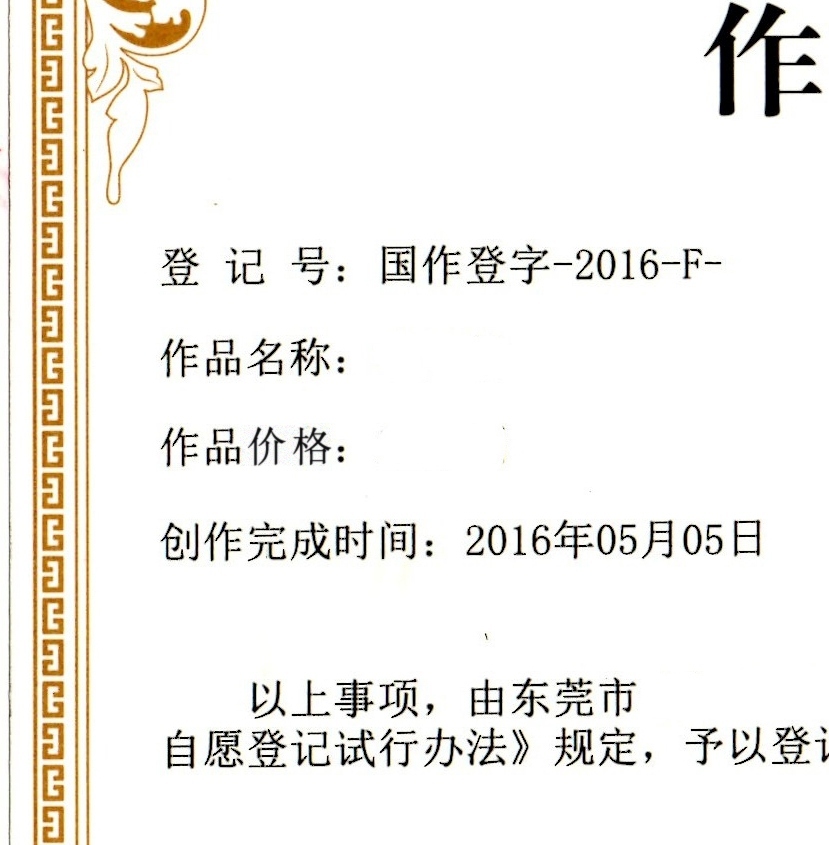 作
登 记 号：国作登字-2016-F-
作品名称：
作品价格：
创作完成时间：2016年05月05日
以上事项，由东莞市
自愿登记试行办法》规定，予以登记